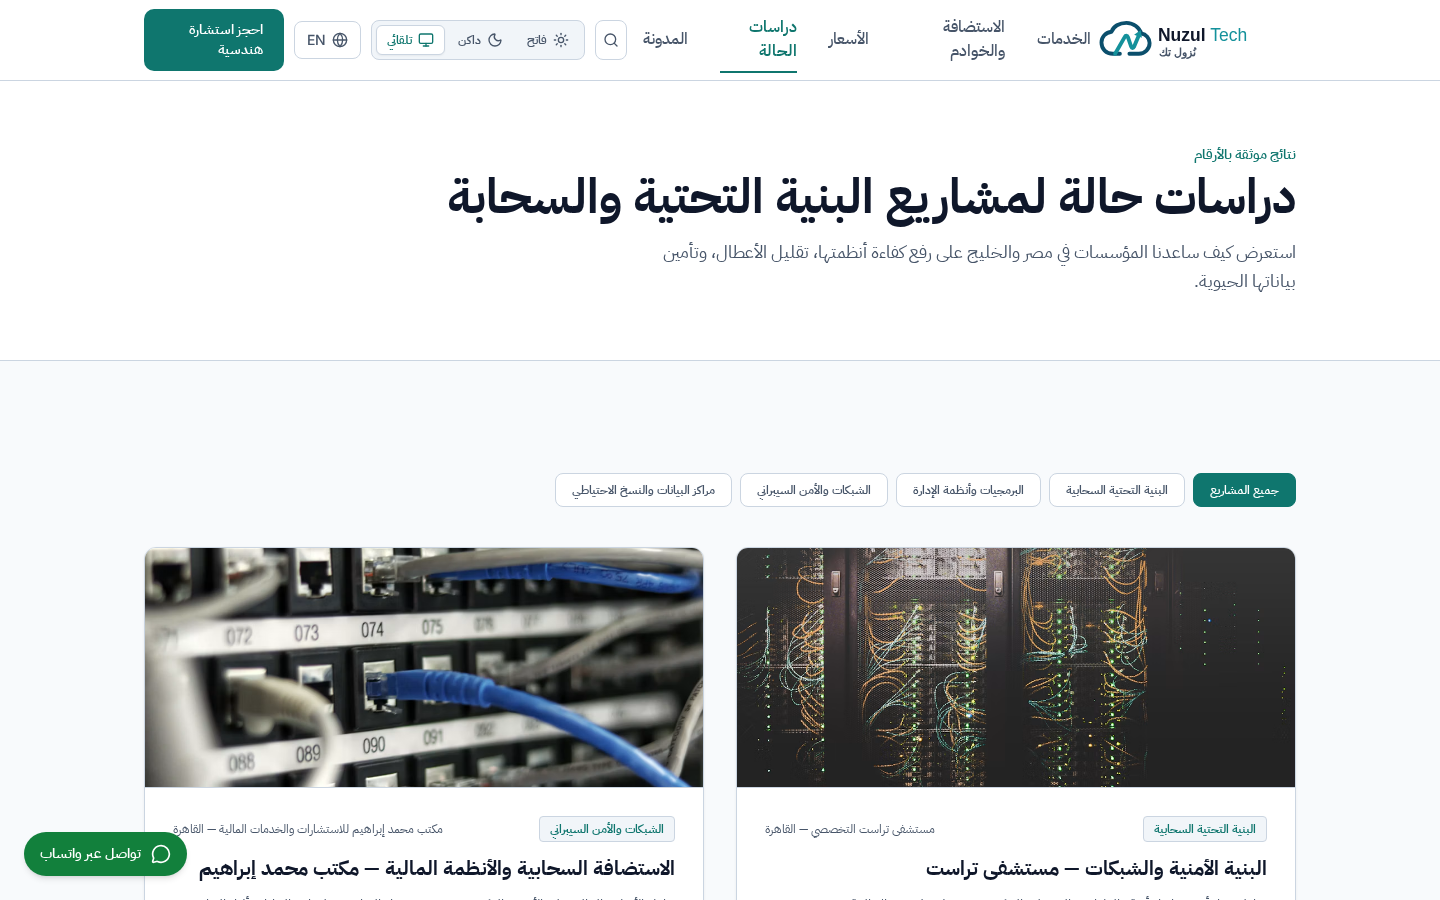 Nuzul Tech
نُزول تك
الخدمات
الاستضافة
والخوادم
الأسعار
دراسات
الحالة
المدونة
فاتح
داكن
تلقائي
EN
احجز استشارة
هندسية
نتائج موثقة بالأرقام
دراسات حالة لمشاريع البنية التحتية والسحابة
استعرض كيف ساعدنا المؤسسات في مصر والخليج على رفع كفاءة أنظمتها، تقليل الأعطال، وتأمين
بياناتها الحيوية.
جميع المشاريع
البنية التحتية السحابية
البرمجيات وأنظمة الإدارة
الشبكات والأمن السيبراني
مراكز البيانات والنسخ الاحتياطي
072
073
074
075
088
089
090
091
البنية التحتية السحابية
مستشفى تراست التخصصي — القاهرة
البنية الأمنية والشبكات — مستشفى تراست
الشبكات والأمن السيبراني
مكتب محمد إبراهيم للاستشارات والخدمات المالية — القاهرة
الاستضافة السحابية والأنظمة المالية — مكتب محمد إبراهيم
تواصل عبر واتساب